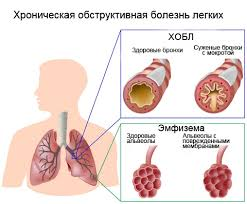 Хроническая обструктивная болезнь легких
ХОБЛ
Здоровые бронхи
Суженые бронхи
с мокротой
Эмфизема
Здоровые
альвеолы
Альвеолы с
поврежденными
мембранами